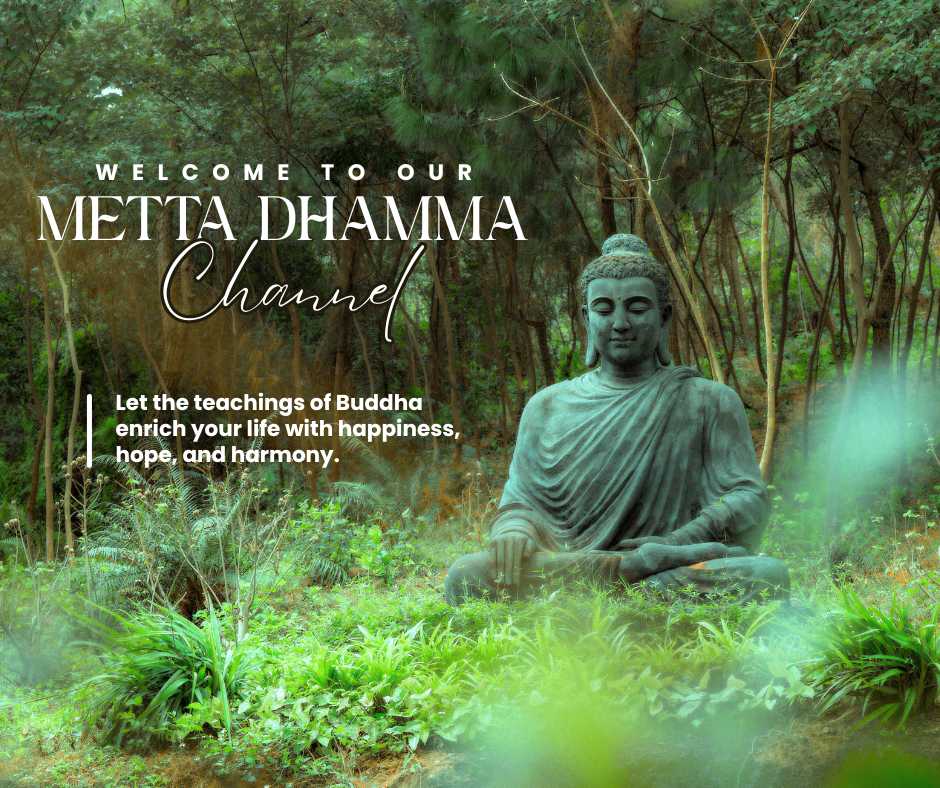 WELCOME TO OUR
METTA DHAMMA
Channel
Let the teachings of Buddha
enrich your life with happiness,
hope, and harmony.